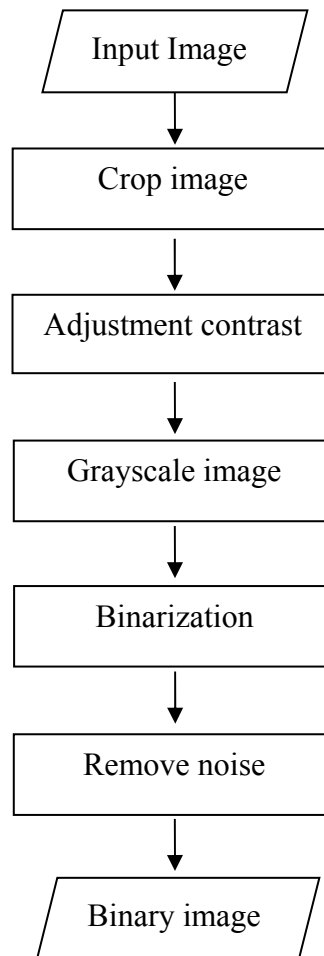 Input Image
Crop image
Adjustment contrast
Grayscale image
Binarization
Remove noise
Binary image